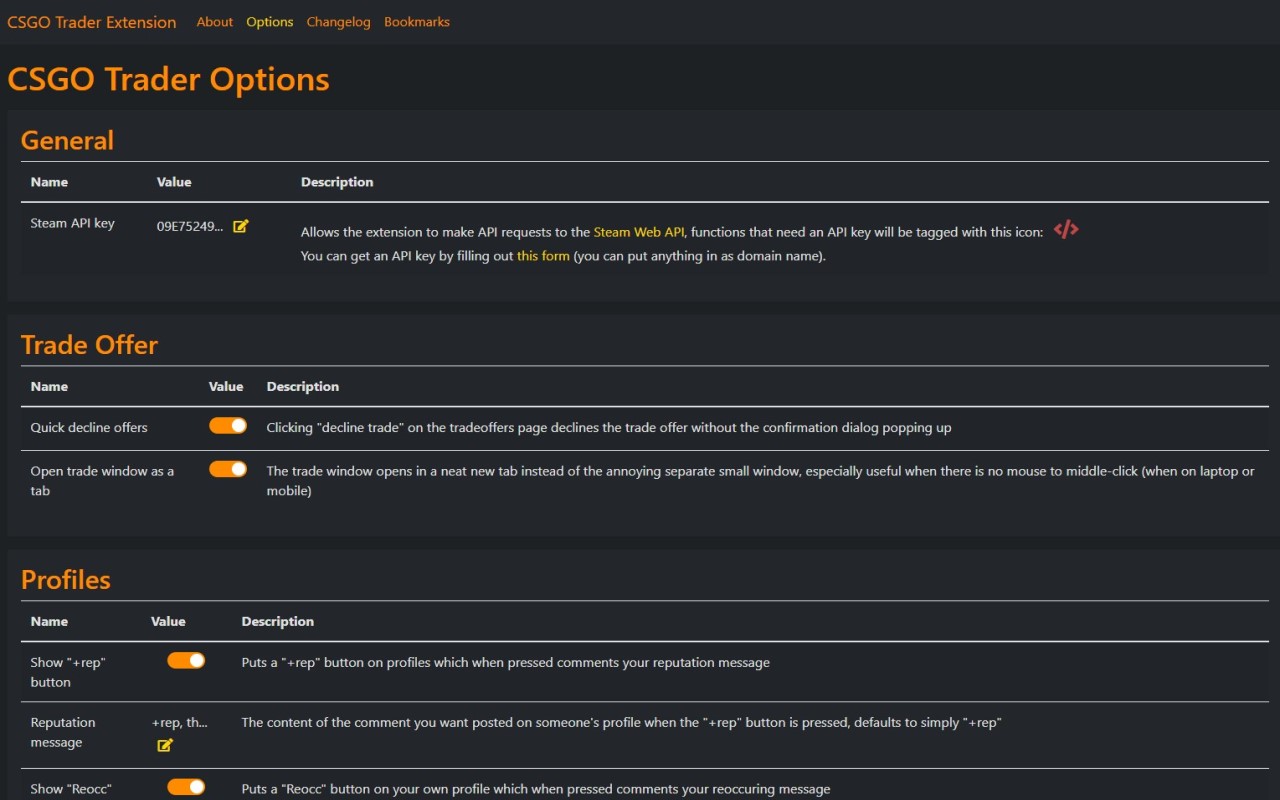 CSGO Trader Extension About Options Changelog Bookmarks
CSGO Trader Options
General
Name Value Description
Steam API key 09E75249... Allows the extension to make API requests to the Steam Web API, functions that need an API key will be tagged with this icon: </>
You can get an API key by filling out this form (you can put anything in as domain name).
Trade Offer
Name Value Description
Quick decline offers Clicking "decline trade" on the tradeoffers page declines the trade offer without the confirmation dialog popping up
Open trade window as a The trade window opens in a neat new tab instead of the annoying separate small window, especially useful when there is no mouse to middle-click (when on laptop or
tab mobile)
Profiles
Name Value Description
Show "+rep" Puts a "+rep" button on profiles which when pressed comments your reputation message
button
Reputation +rep, th... The content of the comment you want posted on someone's profile when the "+rep" button is pressed, defaults to simply "+rep"
message
Show "Reocc" Puts a "Reocc" button on your own profile which when pressed comments your reoccuring message